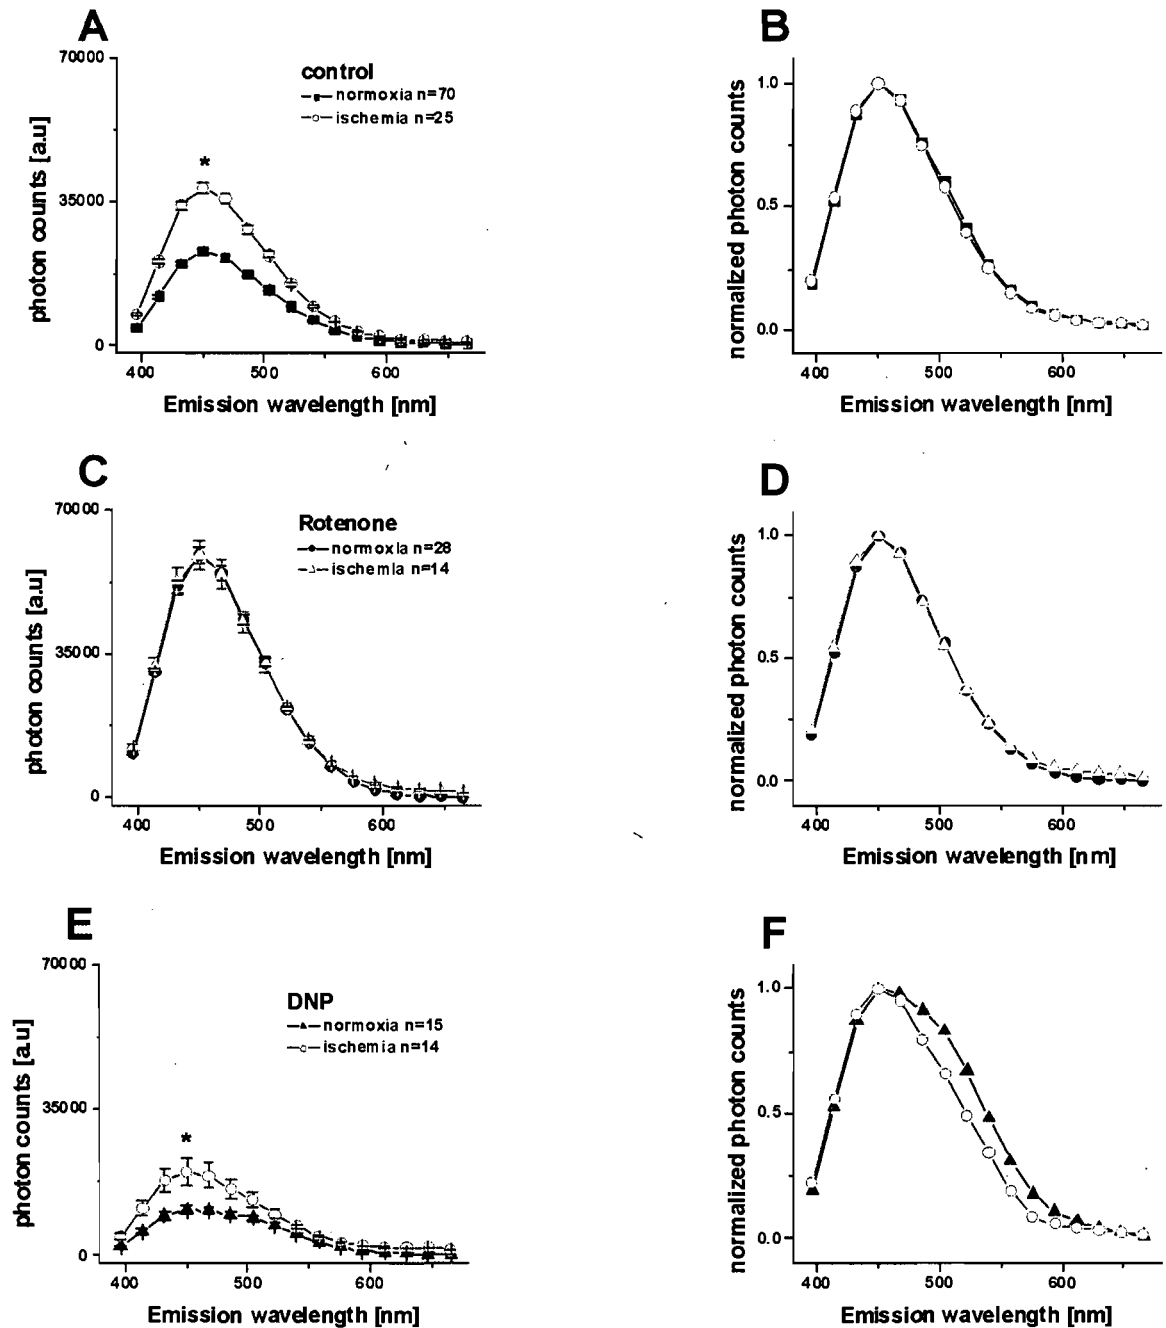 A
70000
35000
0
photon counts [a.u]
control
normoxia n=70
ischemia n=25
*
400
500
600
Emission wavelength [nm]
B
1.0
0.5
0.0
normalized photon counts
400
500
600
Emission wavelength [nm]
C
70000
35000
0
photon counts [a.u]
Rotenone
normoxia n=28
ischemia n=14
400
500
600
Emission wavelength [nm]
D
1.0
0.5
0.0
normalized photon counts
400
500
600
Emission wavelength [nm]
E
70000
35000
0
photon counts [a.u]
DNP
normoxia n=15
ischemia n=14
*
400
500
600
Emission wavelength [nm]
F
1.0
0.5
0.0
normalized photon counts
400
500
600
Emission wavelength [nm]